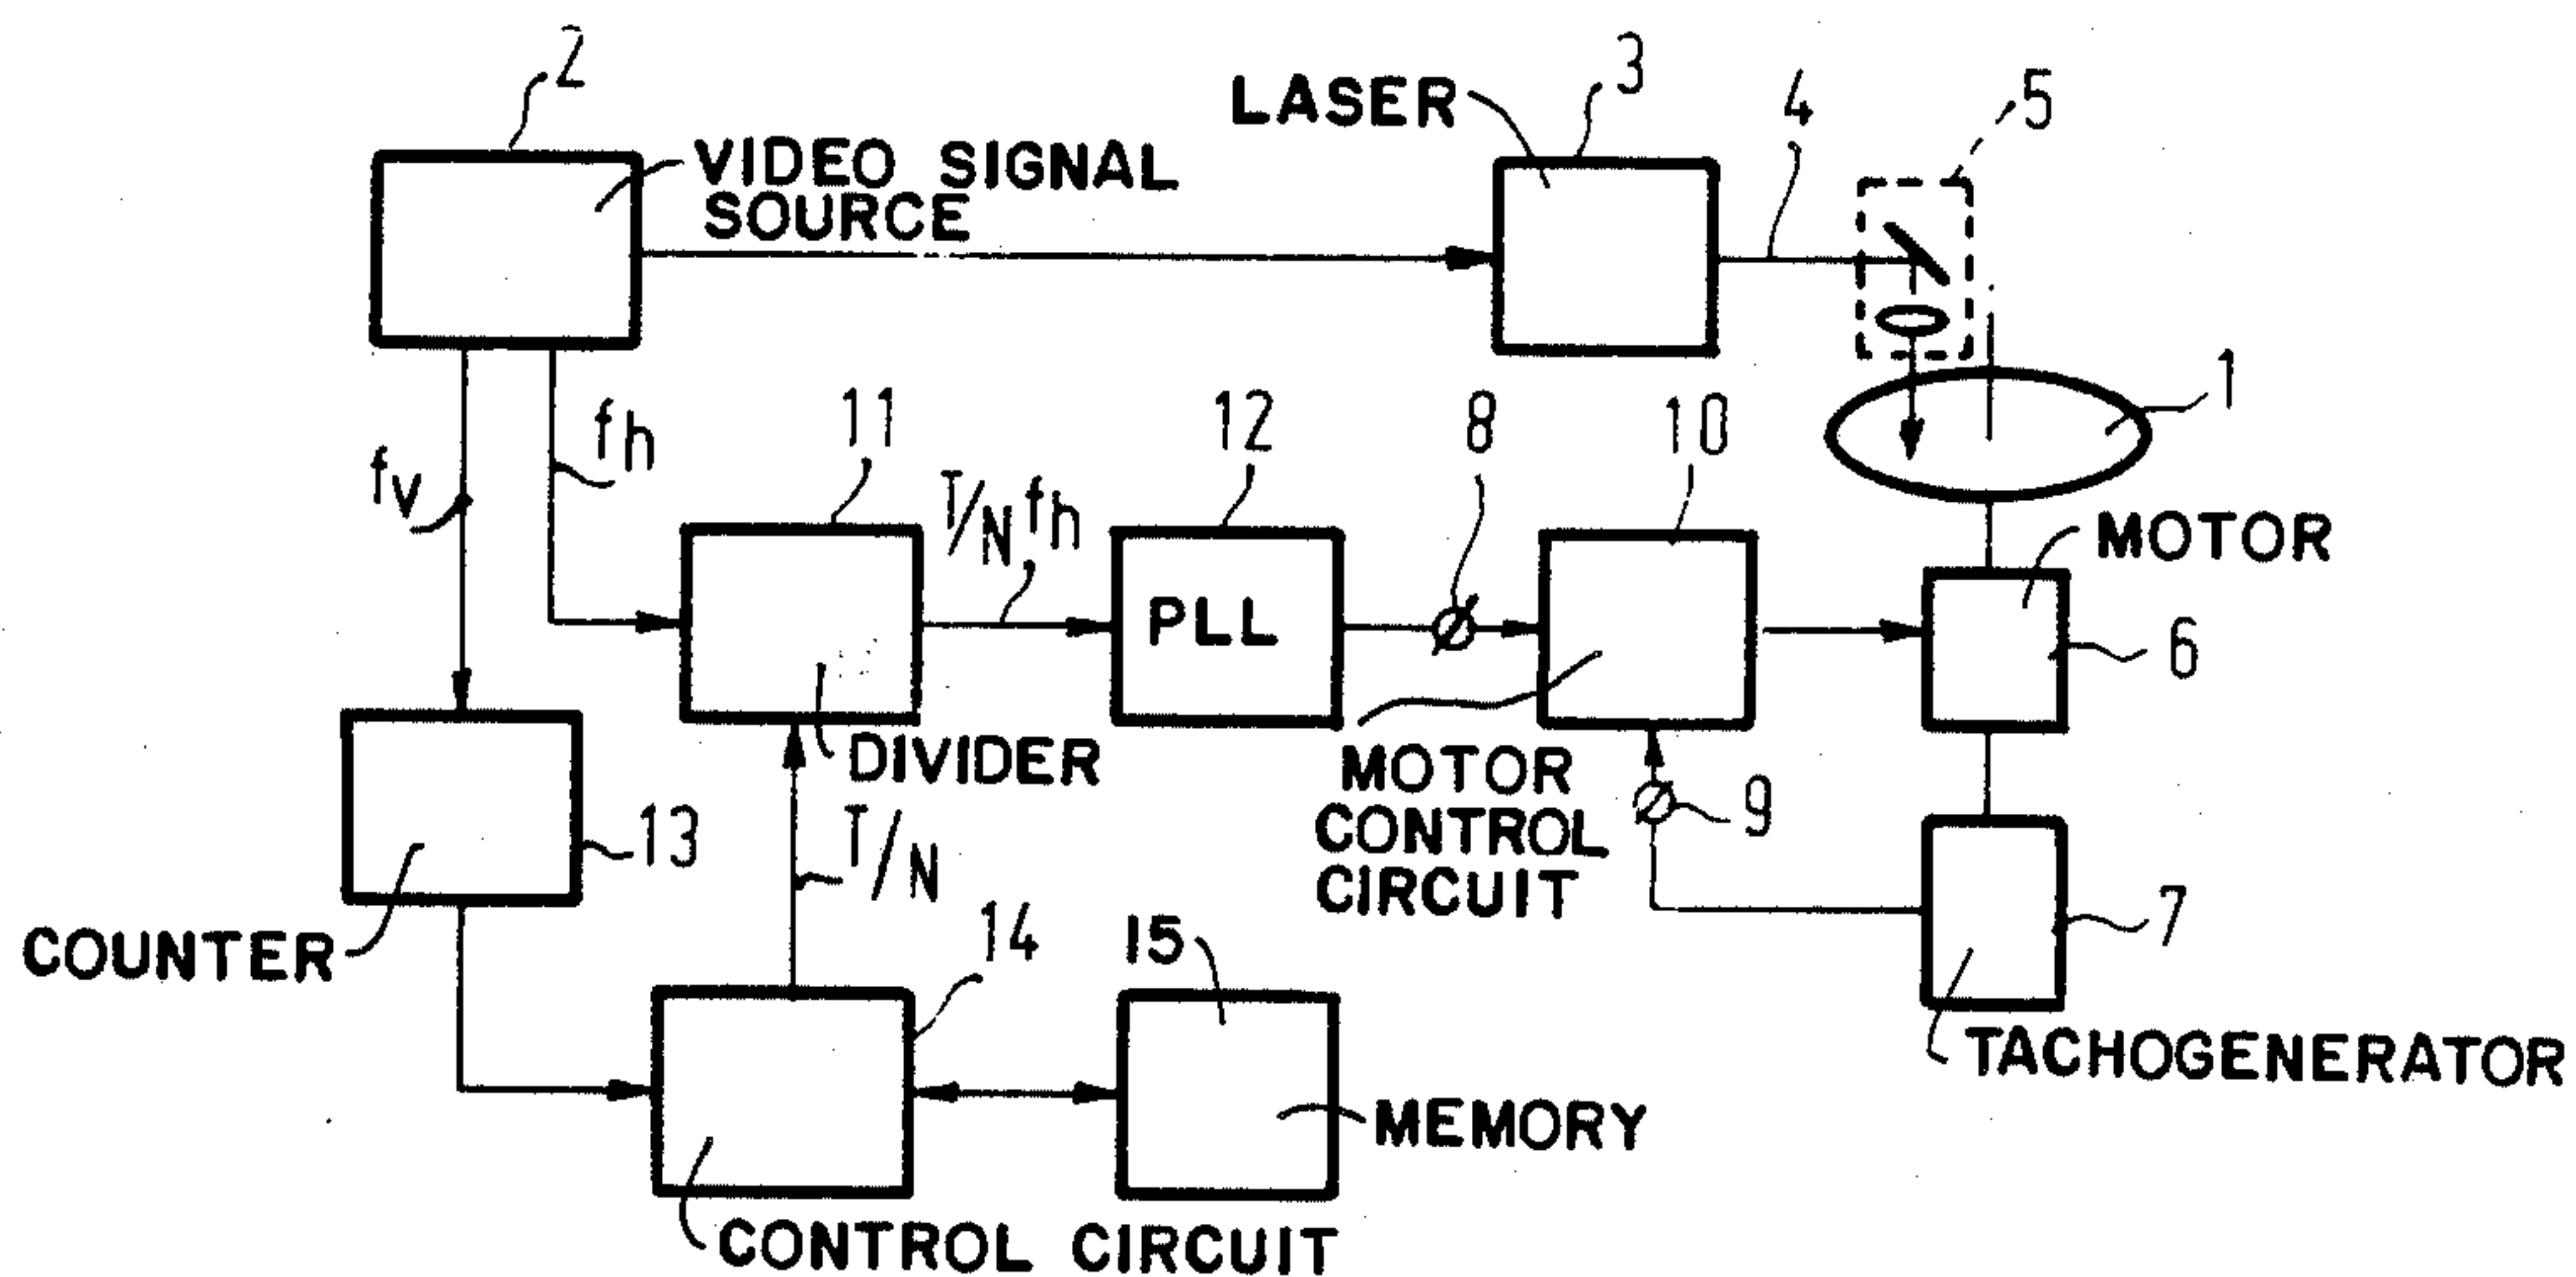 2
VIDEO SIGNAL
SOURCE
LASER
3
4
5
1
fv
fh
11
T/N fh
12
PLL
8
10
MOTOR
6
DIVIDER
MOTOR
CONTROL
CIRCUIT
9
13
T/N
COUNTER
14
15
7
TACHOGENERATOR
MEMORY
CONTROL CIRCUIT